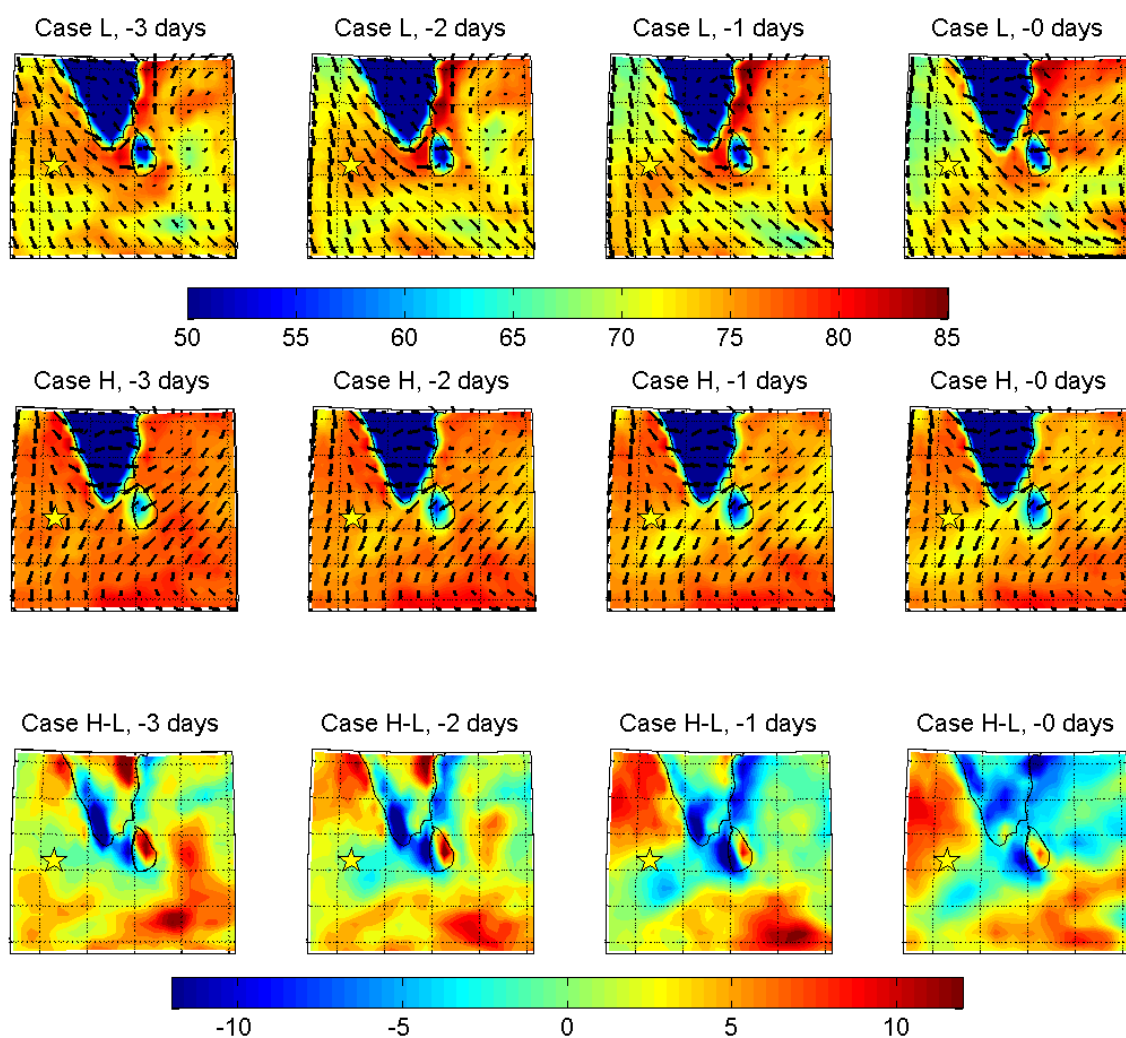 Case L, -3 days Case L, -2 days Case L, -1 days Case L, -0 days
50 55 60 65 70 75 80 85
Case H, -3 days Case H, -2 days Case H, -1 days Case H, -0 days
Case H-L, -3 days Case H-L, -2 days Case H-L, -1 days Case H-L, -0 days
-10 -5 0 5 10